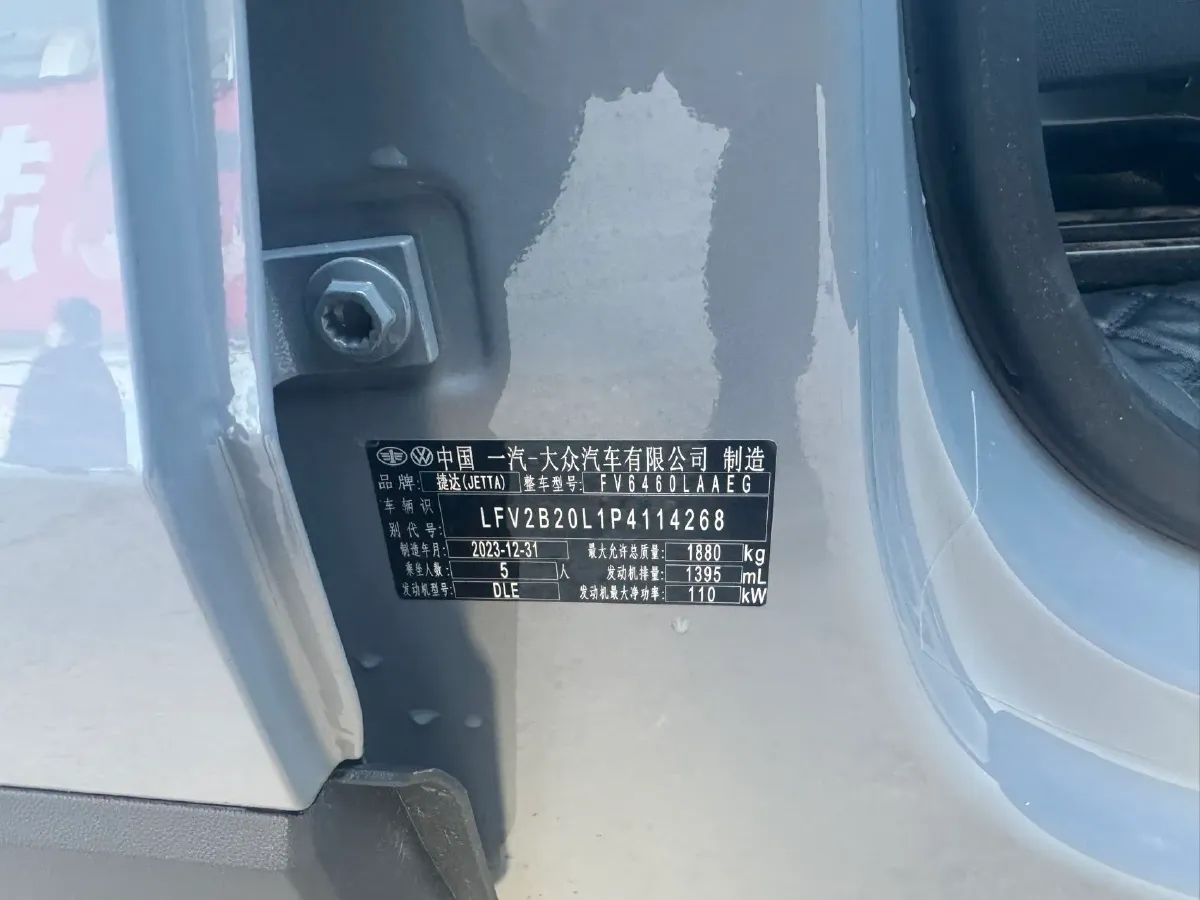 中国 一汽-大众汽车有限公司 制造
品牌: 捷达(JETTA) 整车型号: FV6460LAAEG
车辆识别代号: LFV2B20L1P4114268
制造年月: 2023-12-31 最大允许总质量: 1880 kg
乘坐人数: 5 人 发动机排量: 1395 mL
发动机型号: DLE 发动机最大净功率: 110 kW